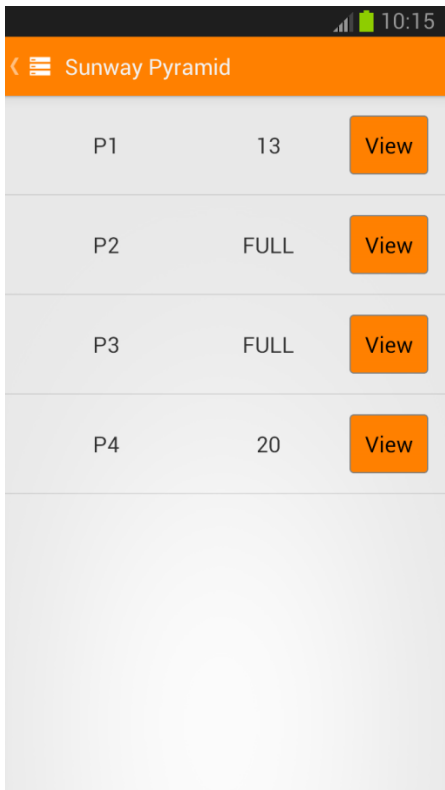 10:15
Sunway Pyramid
P1 13 View
P2 FULL View
P3 FULL View
P4 20 View